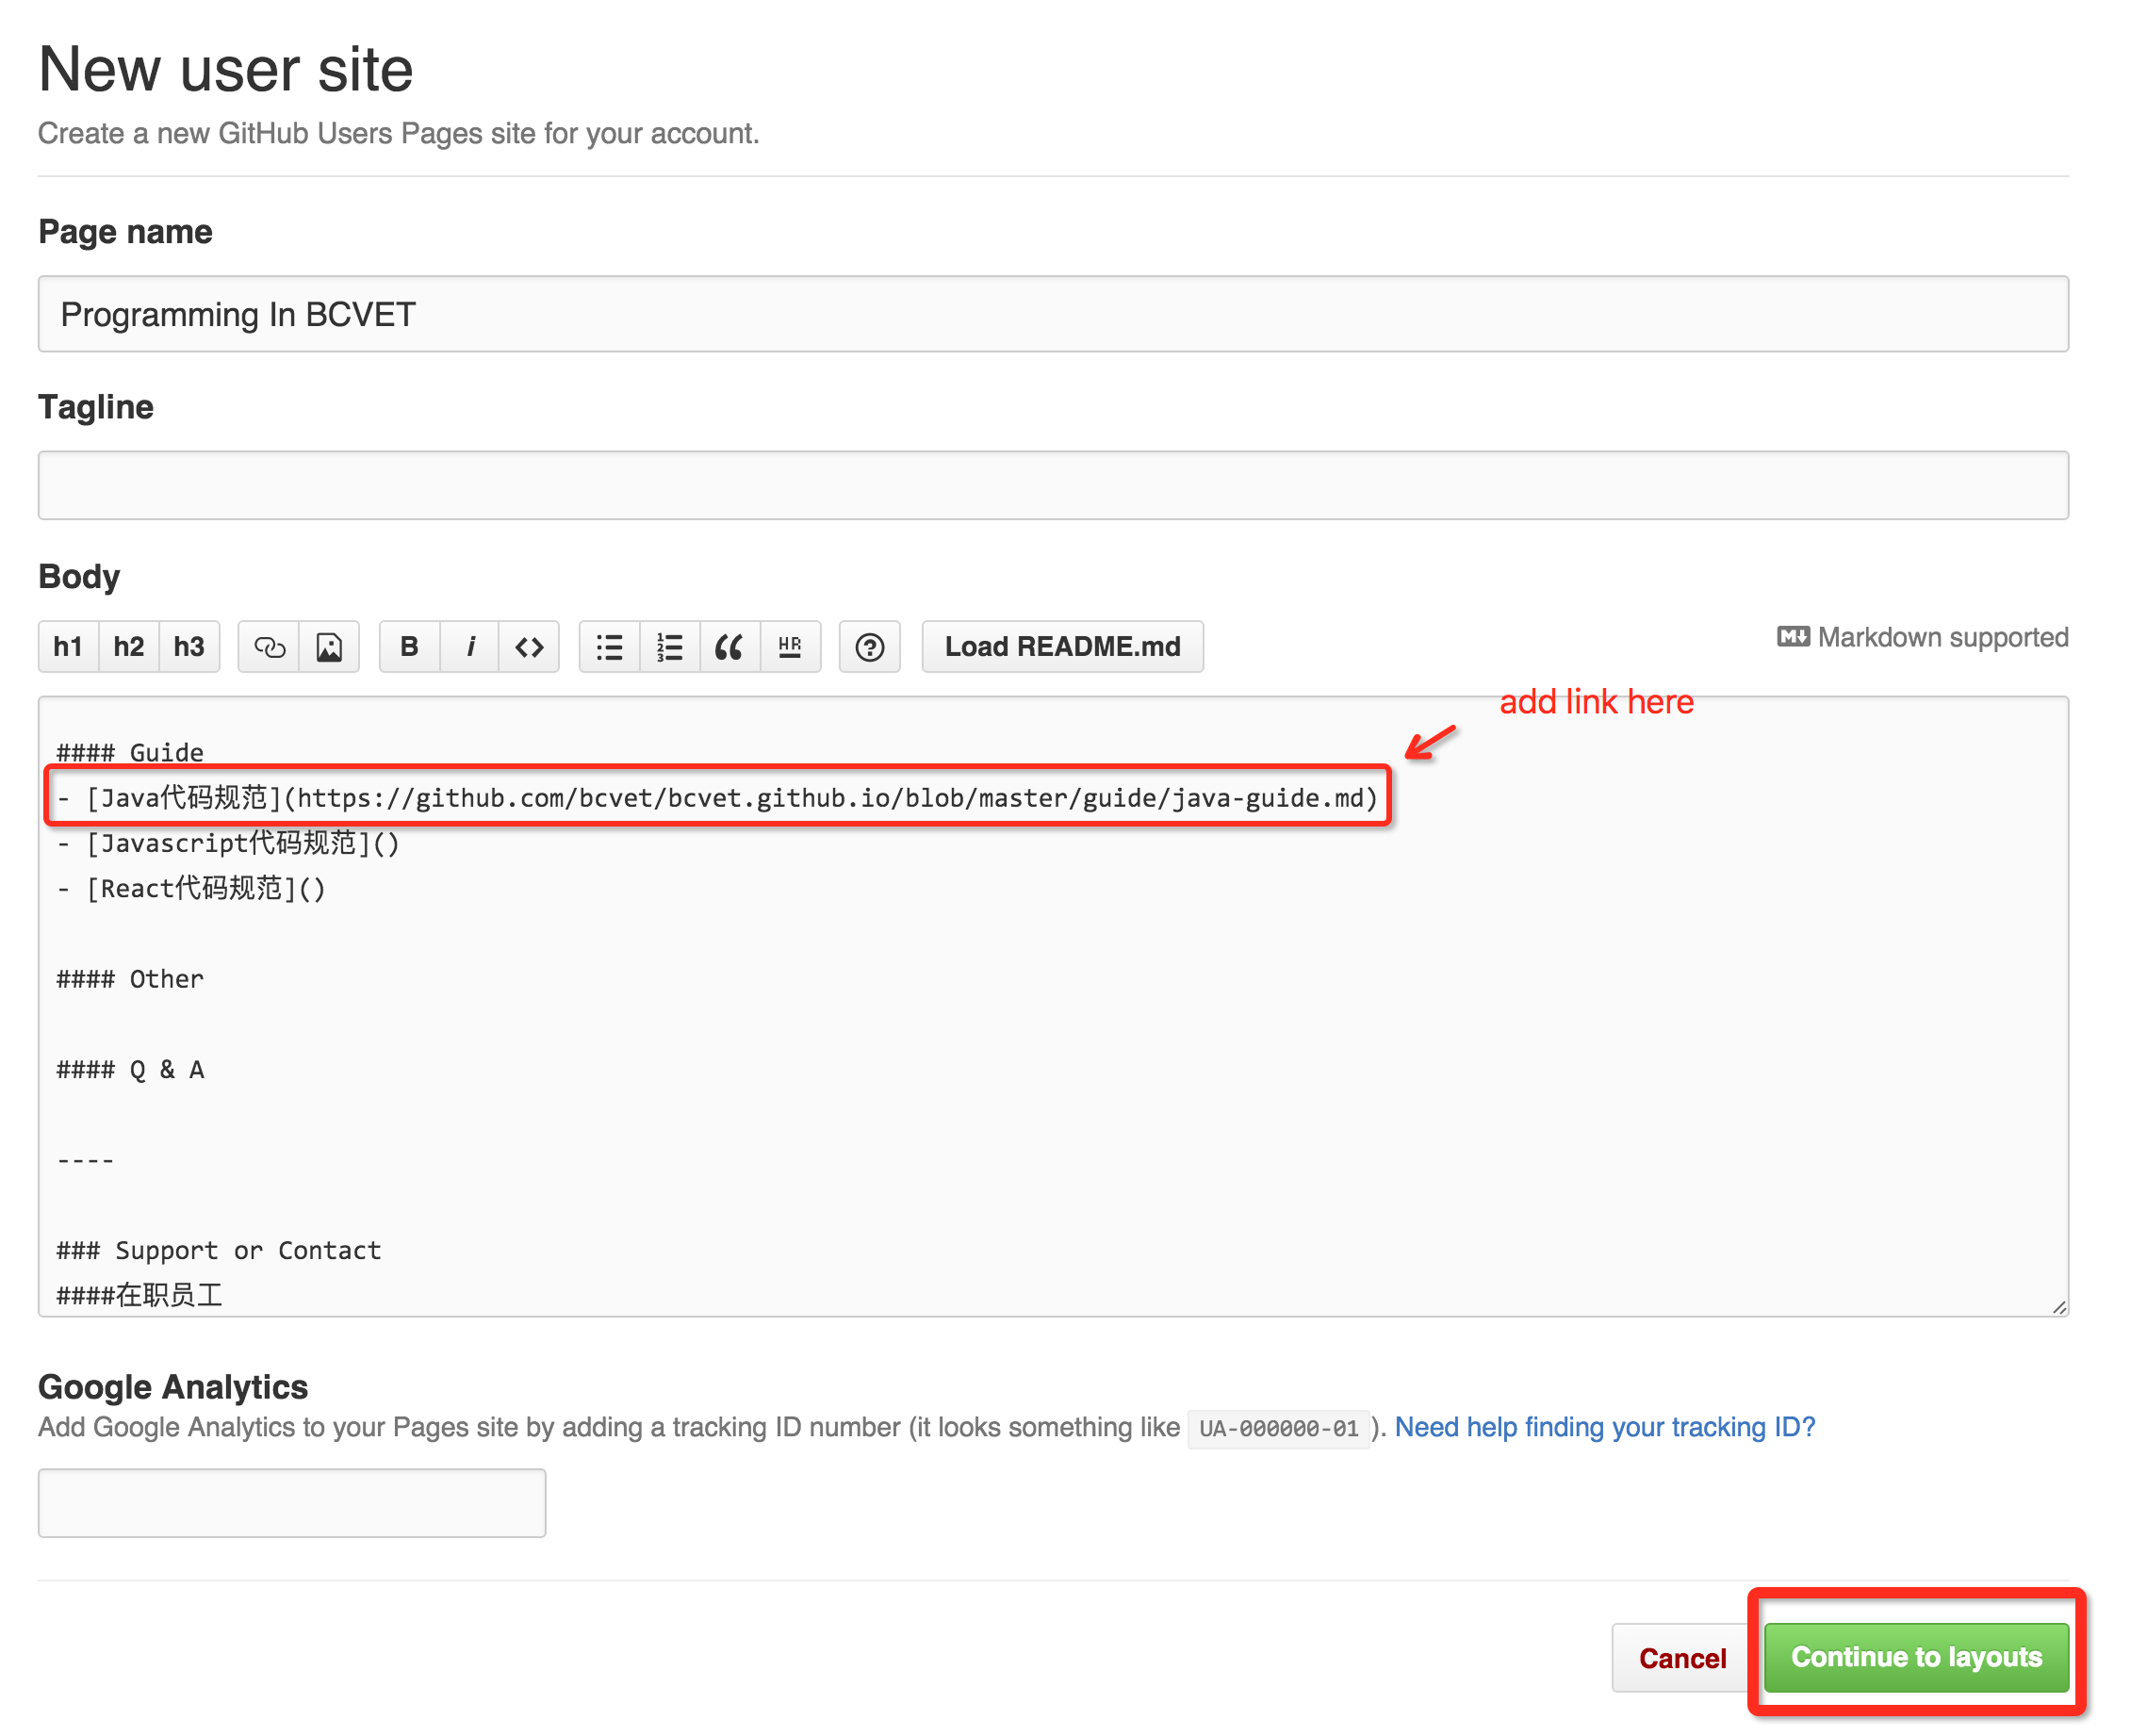 New user site
Create a new GitHub Users Pages site for your account.
Page name
Programming In BCVET
Tagline
Body
h1 h2 h3 B i <> 1 2 3 “ HR ? Load README.md M↓ Markdown supported
add link here
#### Guide
- [Java代码规范](https://github.com/bcvet/bcvet.github.io/blob/master/guide/java-guide.md)
- [Javascript代码规范]()
- [React代码规范]()
#### Other
#### Q & A
----
### Support or Contact
####在职员工
Google Analytics
Add Google Analytics to your Pages site by adding a tracking ID number (it looks something like UA-000000-01). Need help finding your tracking ID?
Cancel Continue to layouts